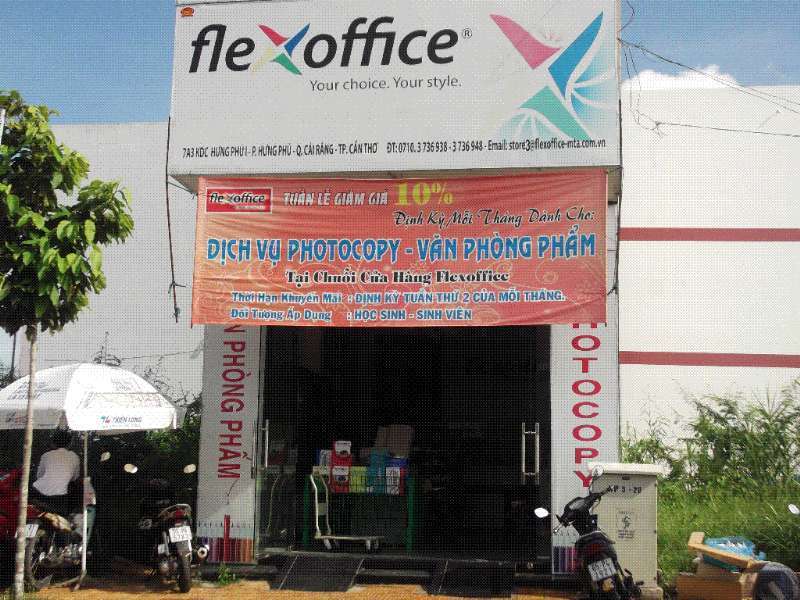 flexoffice®
Your choice. Your style.
7A3 KDC HƯNG PHÚ I - P. HƯNG PHÚ - Q. CÁI RĂNG - TP. CẦN THƠ ĐT: 0710. 3 736 938 - 3 736 948 - Email: store3@flexoffice-mta.com.vn
flexoffice TUẦN LỄ GIẢM GIÁ 10%
Định Kỳ Mỗi Tháng Dành Cho:
DỊCH VỤ PHOTOCOPY - VĂN PHÒNG PHẨM
Tại Chuỗi Cửa Hàng Flexoffice
Thời Hạn Khuyến Mãi : ĐỊNH KỲ TUẦN THỨ 2 CỦA MỖI THÁNG.
Đối Tượng Áp Dụng : HỌC SINH - SINH VIÊN
PHÒNG PHẨM
HOTOCOPY
THIÊN LONG